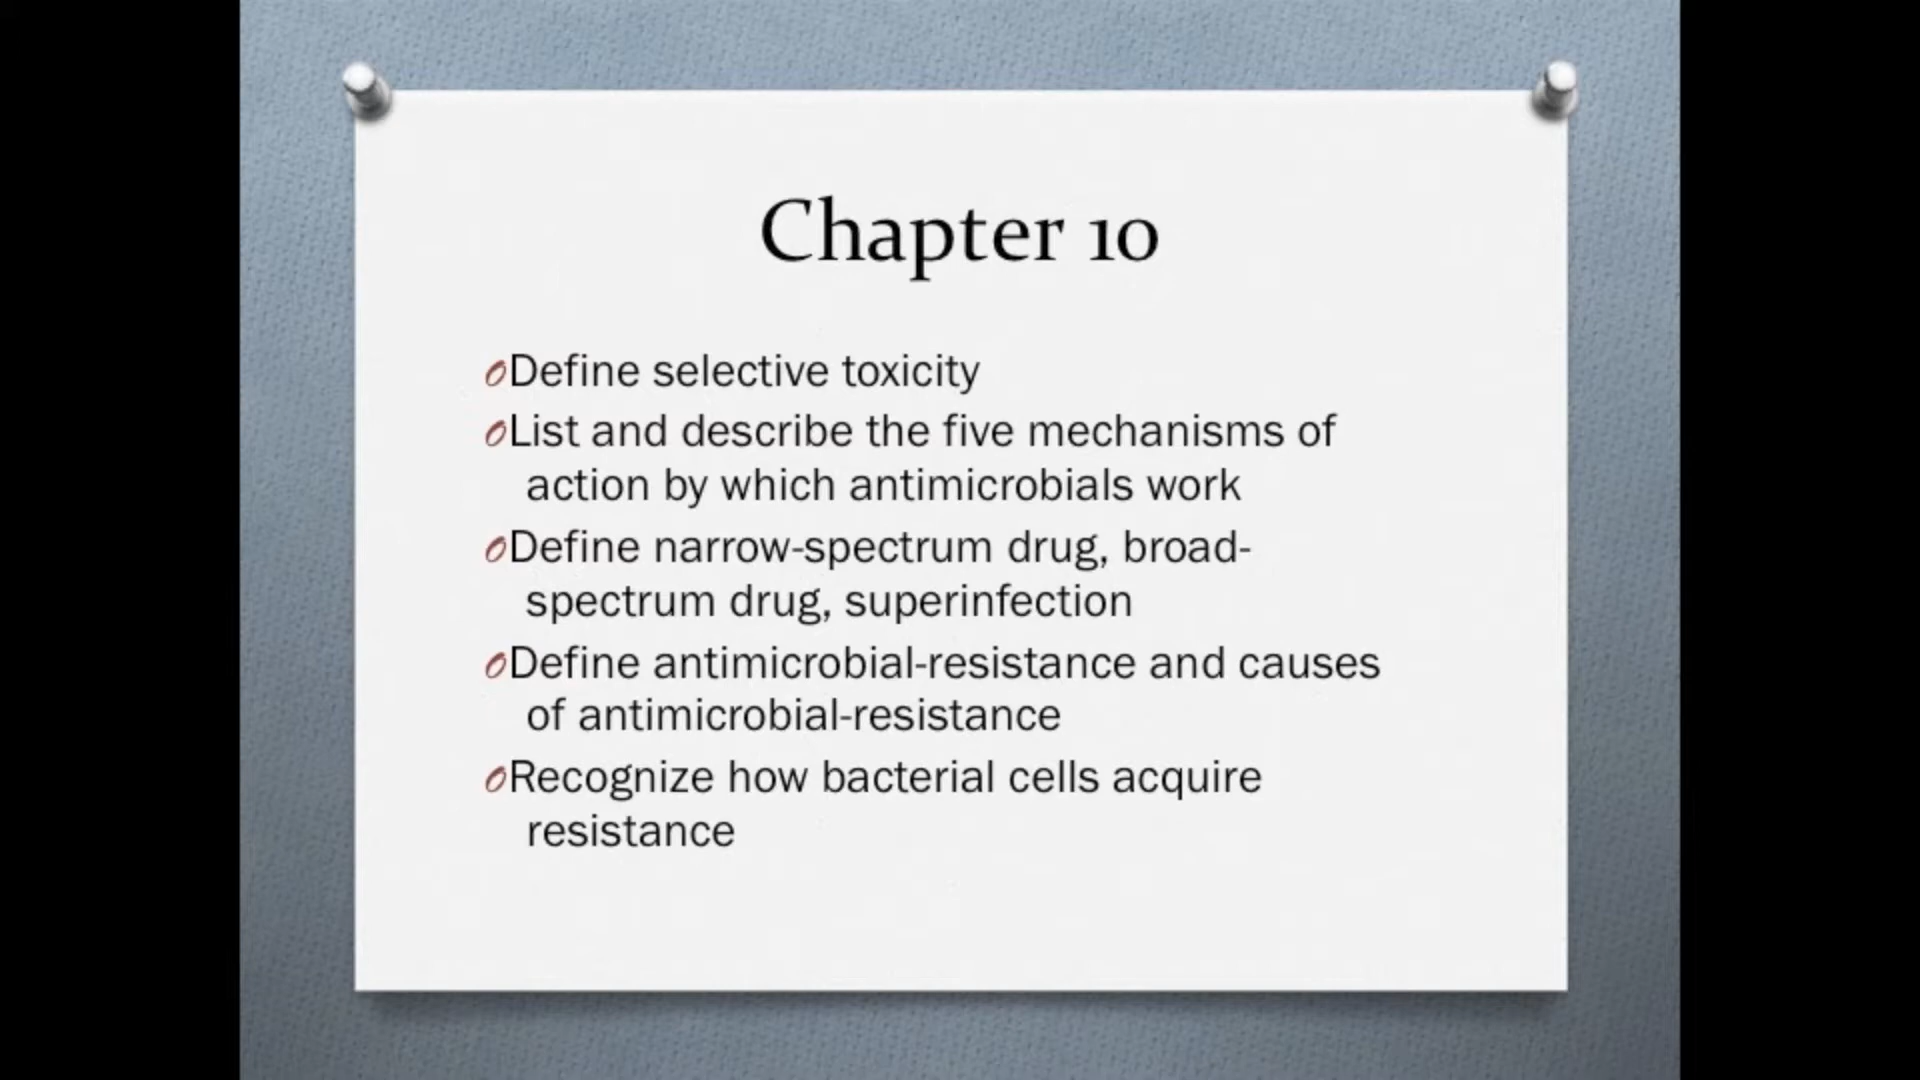 Chapter 10
Define selective toxicity
List and describe the five mechanisms of
action by which antimicrobials work
Define narrow-spectrum drug, broad-
spectrum drug, superinfection
Define antimicrobial-resistance and causes
of antimicrobial-resistance
Recognize how bacterial cells acquire
resistance